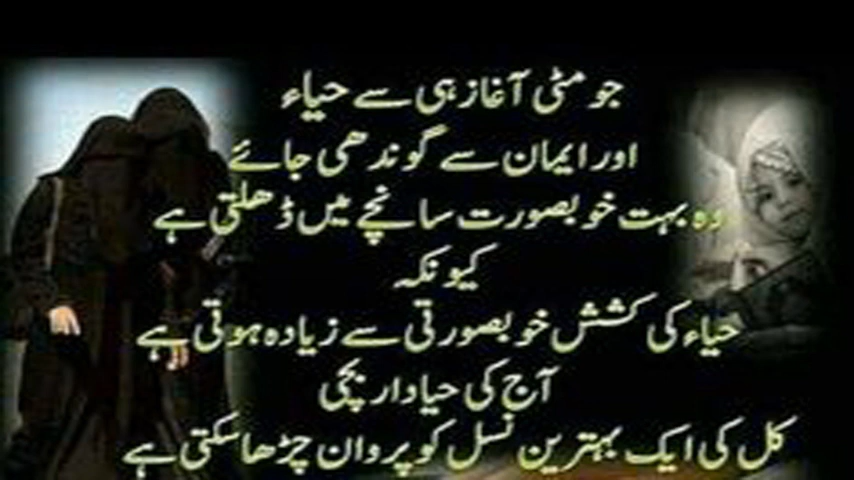 جو مٹی آغاز ہی سے حیاء
اور ایمان سے گوندھی جائے
وہ بہت خوبصورت سانچے میں ڈھلتی ہے
کیونکہ
حیاء کی کشش خوبصورتی سے زیادہ ہوتی ہے
آج کی حیادار بچی
کل کی ایک بہترین نسل کو پروان چڑھا سکتی ہے